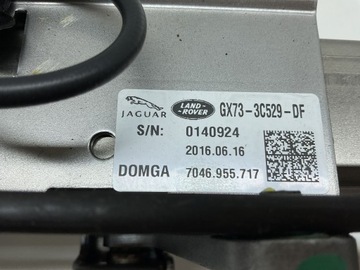 JAGUAR LAND-ROVER GX73-3C529-DF
S/N: 0140924
2016.06.16
DOMGA 7046.955.717